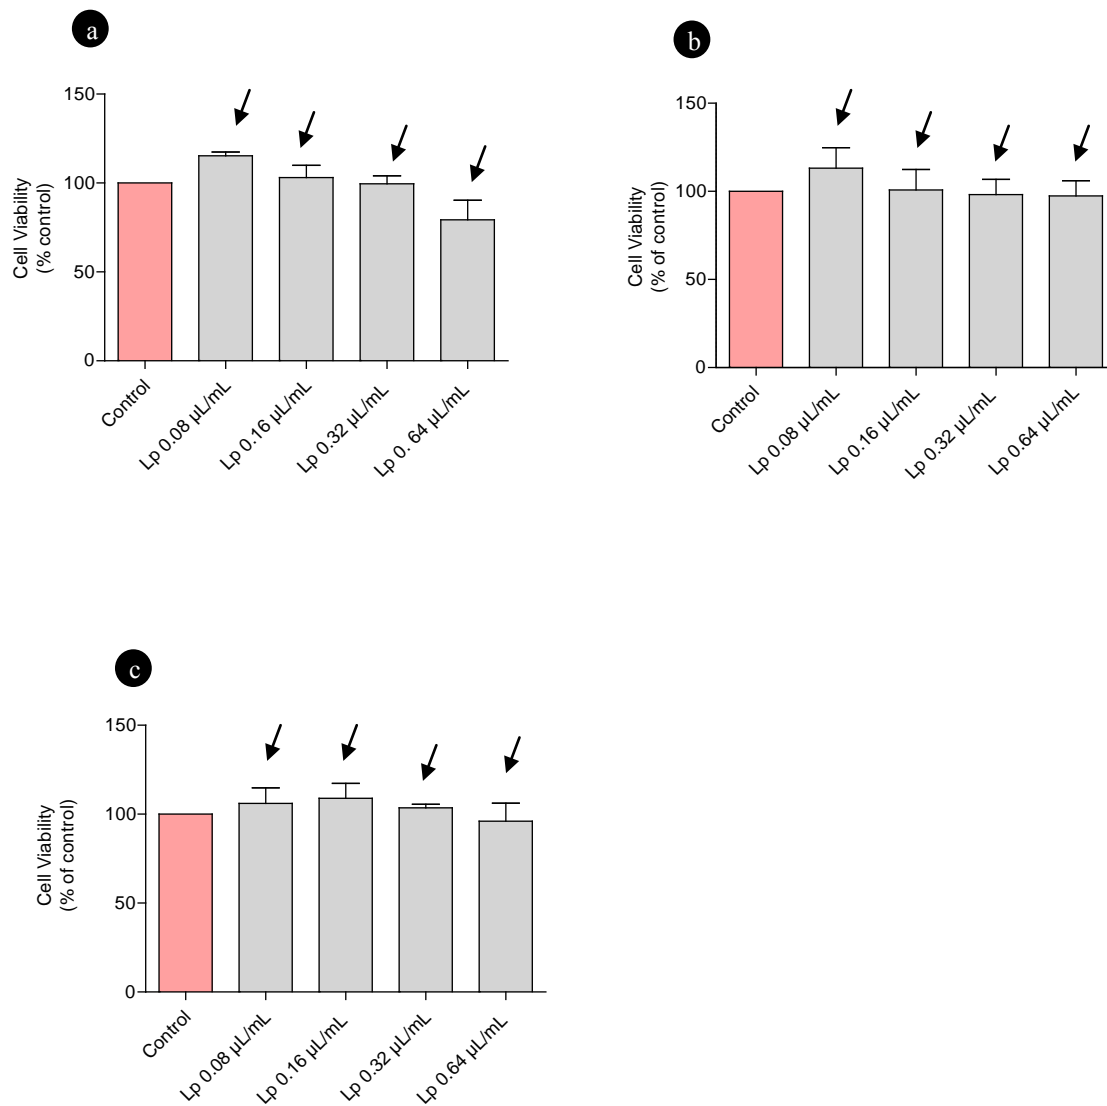 a
150
100
50
0
Cell Viability
(% control)
Control
Lp 0.08 µL/mL
Lp 0.16 µL/mL
Lp 0.32 µL/mL
Lp 0. 64 µL/mL
b
150
100
50
0
Cell Viability
(% of control)
Control
Lp 0.08 µL/mL
Lp 0.16 µL/mL
Lp 0.32 µL/mL
Lp 0.64 µL/mL
c
150
100
50
0
Cell Viability
(% of control)
Control
Lp 0.08 µL/mL
Lp 0.16 µL/mL
Lp 0.32 µL/mL
Lp 0.64 µL/mL